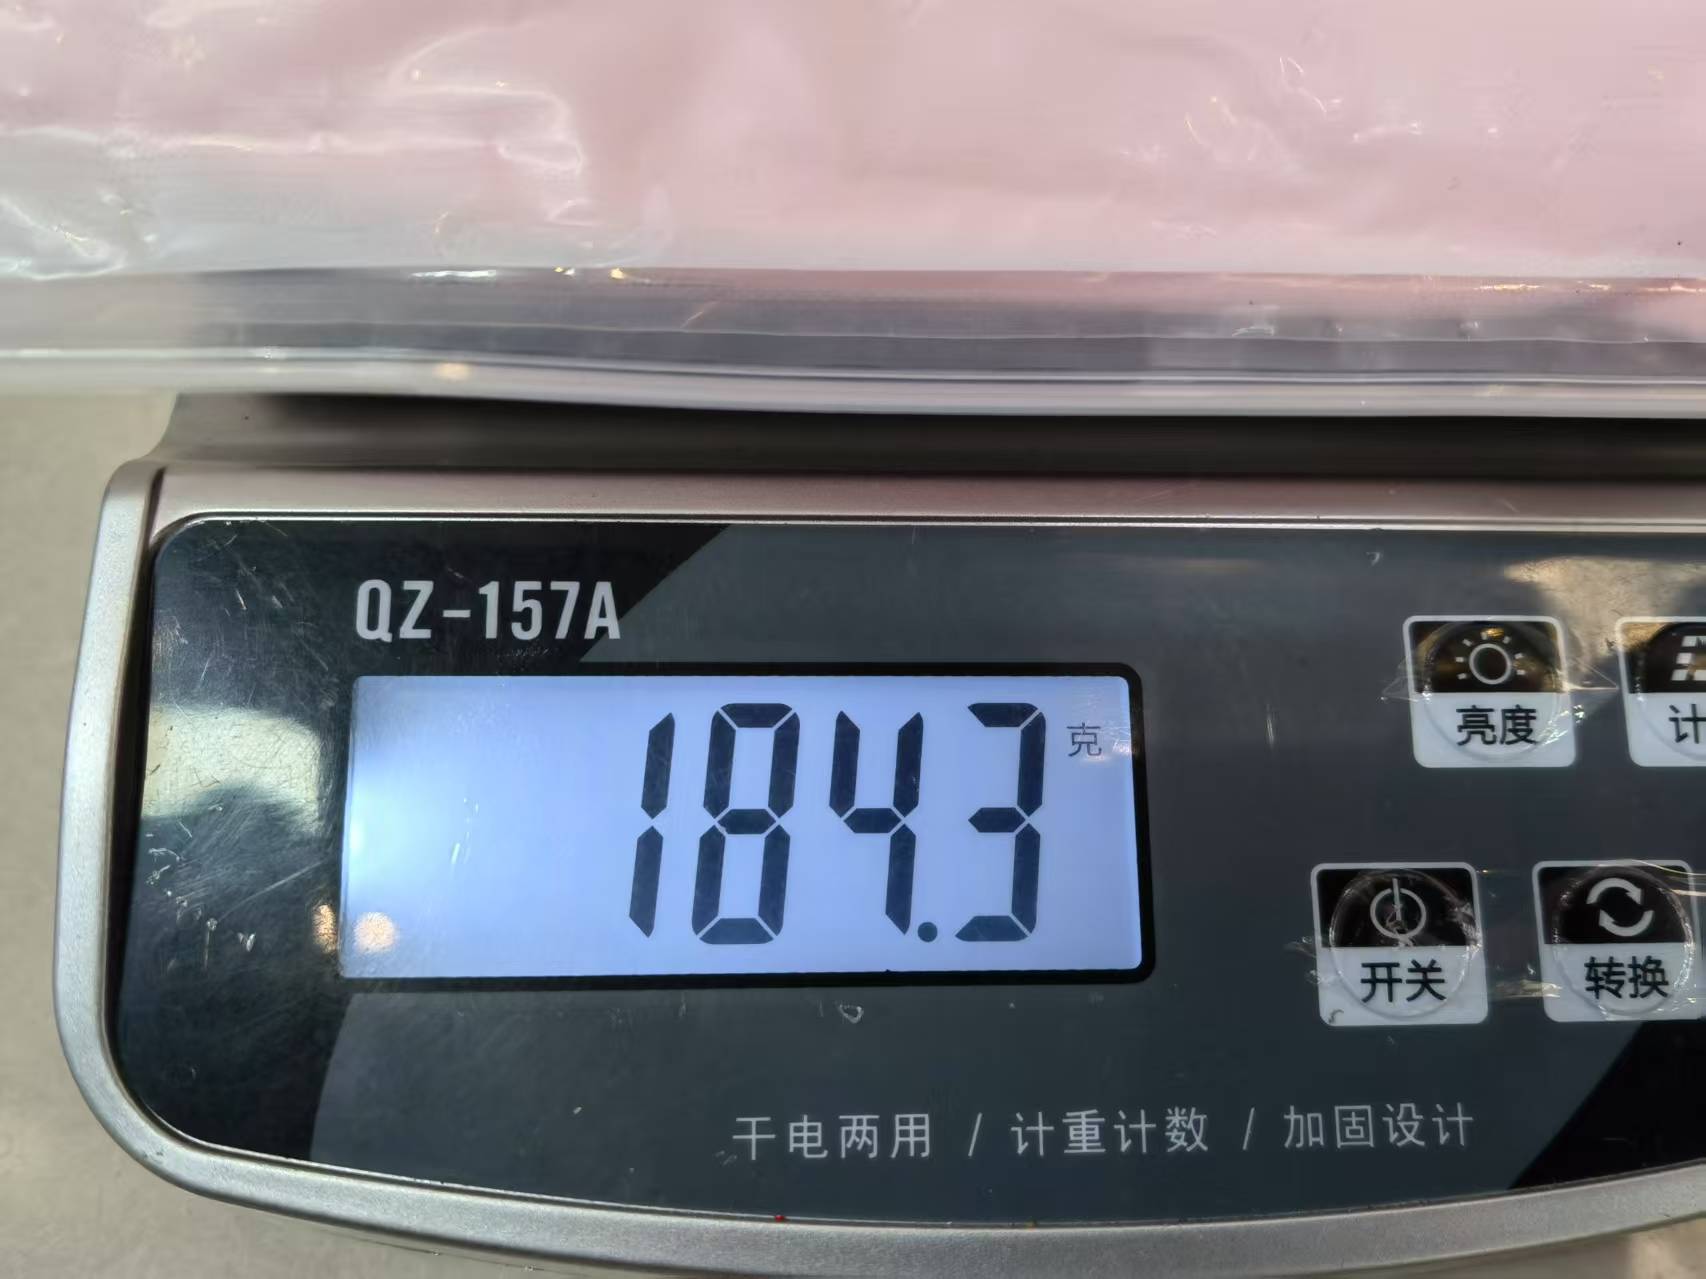 QZ-157A
184.3 克
亮度
计
开关
转换
干电两用 / 计重计数 / 加固设计